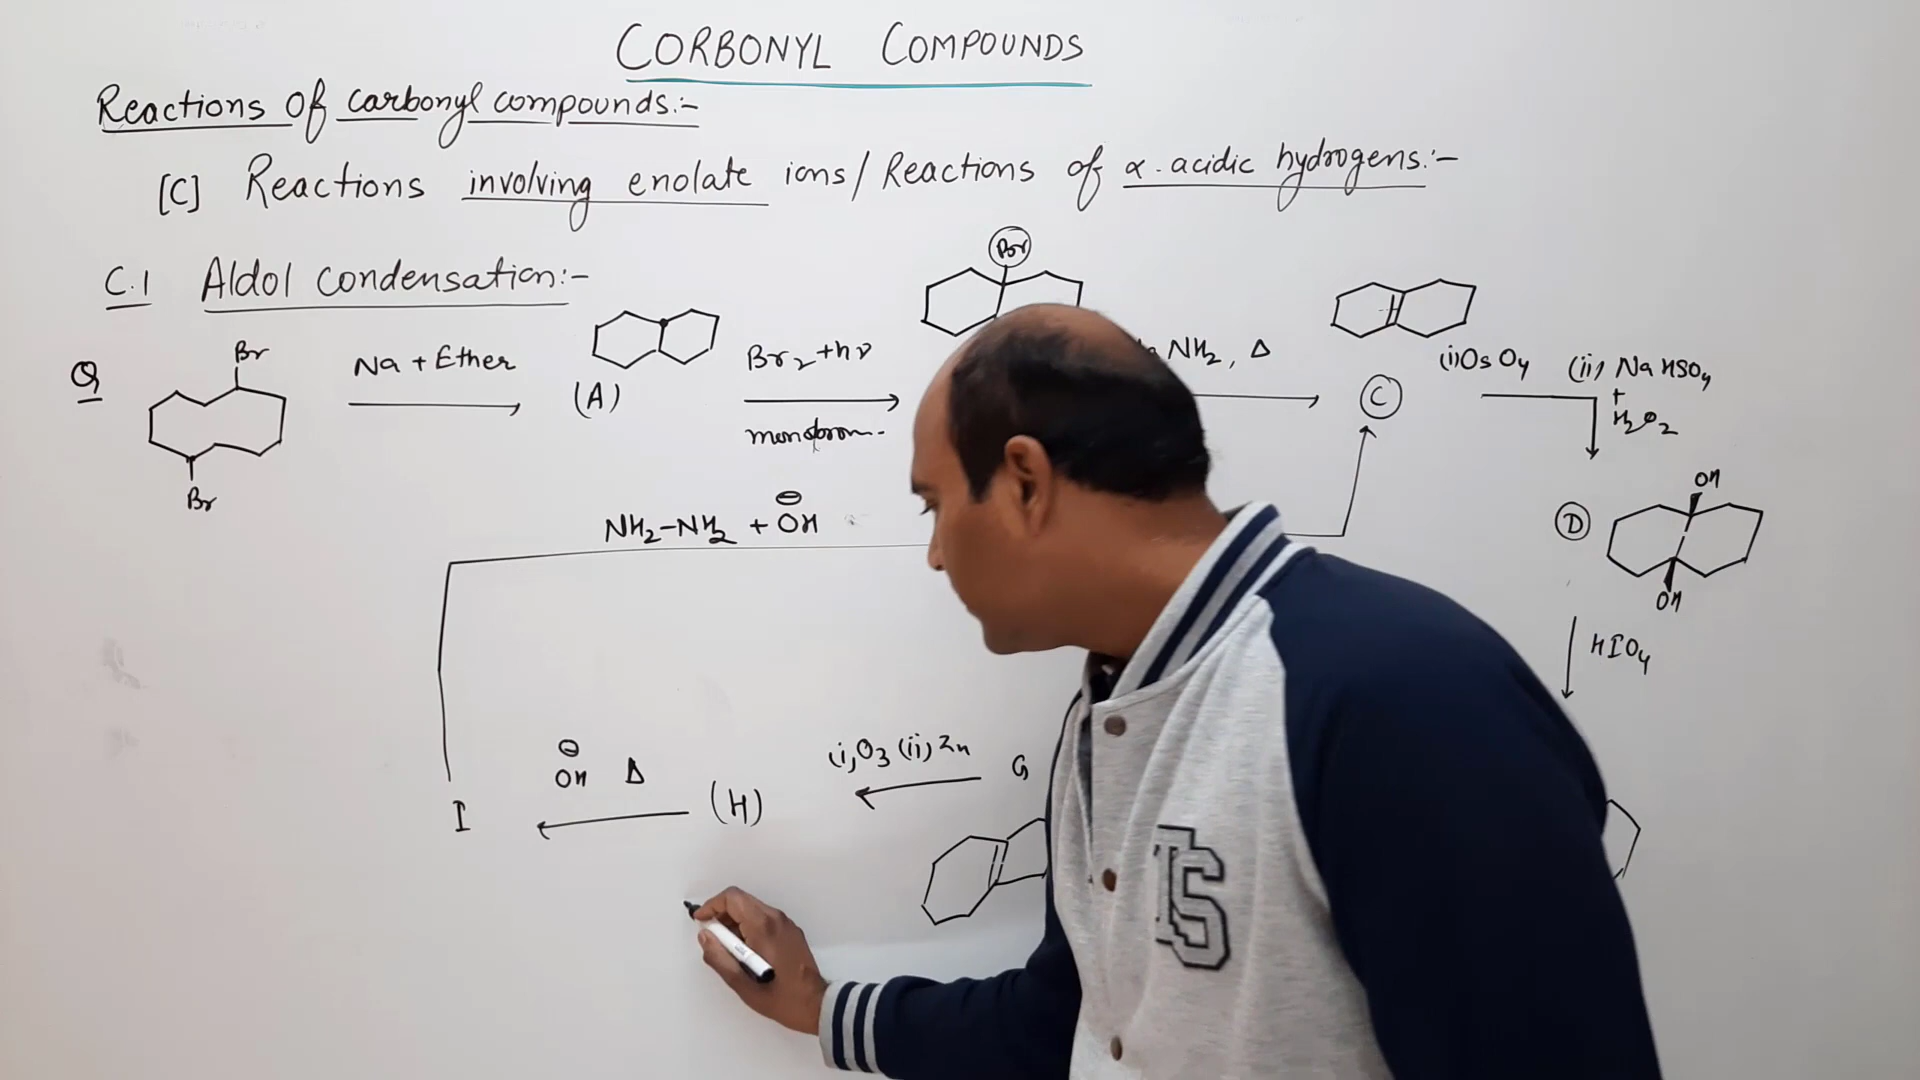 CORBONYL COMPOUNDS
Reactions of carbonyl compounds:-
[C] Reactions involving enolate ions/Reactions of α-acidic hydrogens:-
C.1 Aldol condensation:-
Q
Br
Br
Na + Ether
(A)
Br2 + hν
Br
NH2, Δ
C
(i) OsO4 (ii) NaHSO4
+
H2O2
NH2-NH2 + ⊖OH
OH
D
OH
HIO4
G
(i) O3 (ii) Zn
(H)
⊖
OH Δ
I
IS